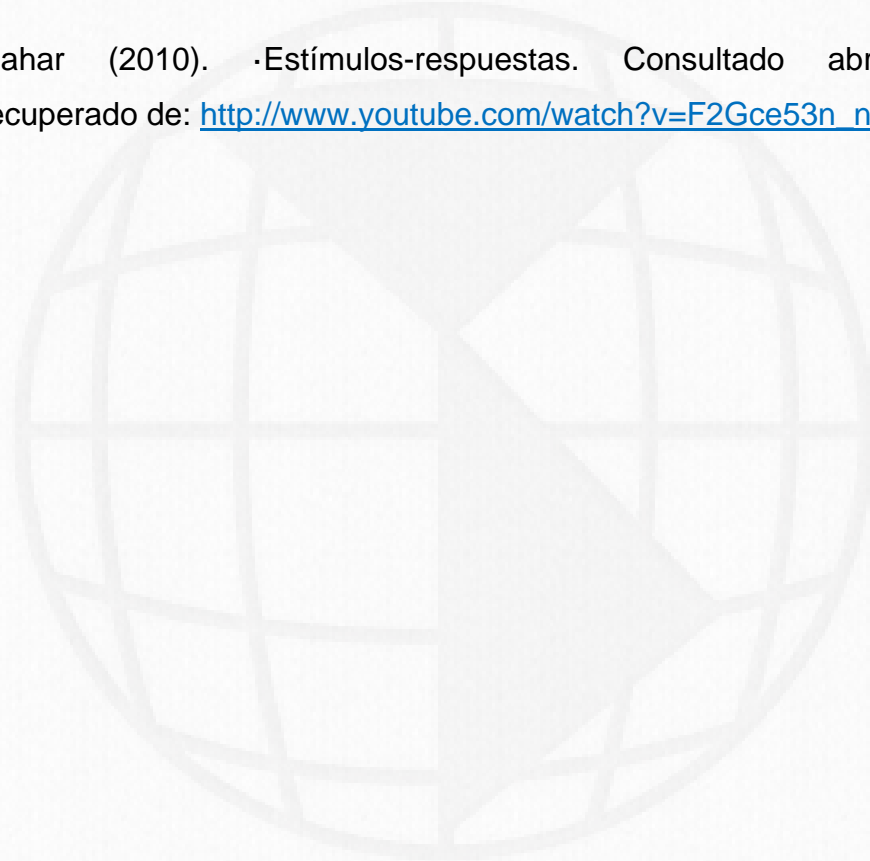 ahar (2010). ·Estímulos-respuestas. Consultado abr
ecuperado de: http://www.youtube.com/watch?v=F2Gce53n_n